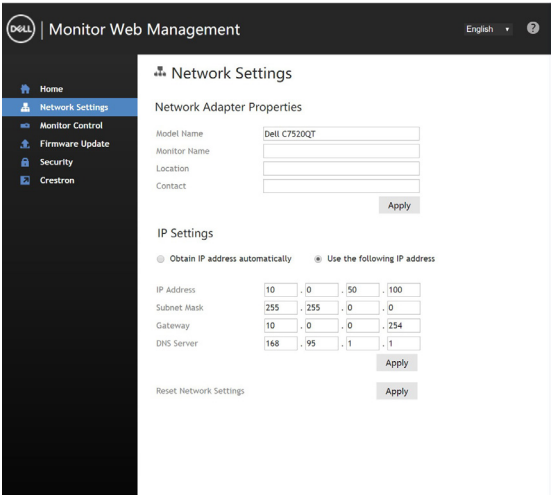 DELL | Monitor Web Management
English
?
Home
Network Settings
Monitor Control
Firmware Update
Security
Crestron
Network Settings
Network Adapter Properties
Model Name Dell C7520QT
Monitor Name
Location
Contact
Apply
IP Settings
Obtain IP address automatically Use the following IP address
IP Address 10 . 0 . 50 . 100
Subnet Mask 255 . 255 . 0 . 0
Gateway 10 . 0 . 0 . 254
DNS Server 168 . 95 . 1 . 1
Apply
Reset Network Settings Apply